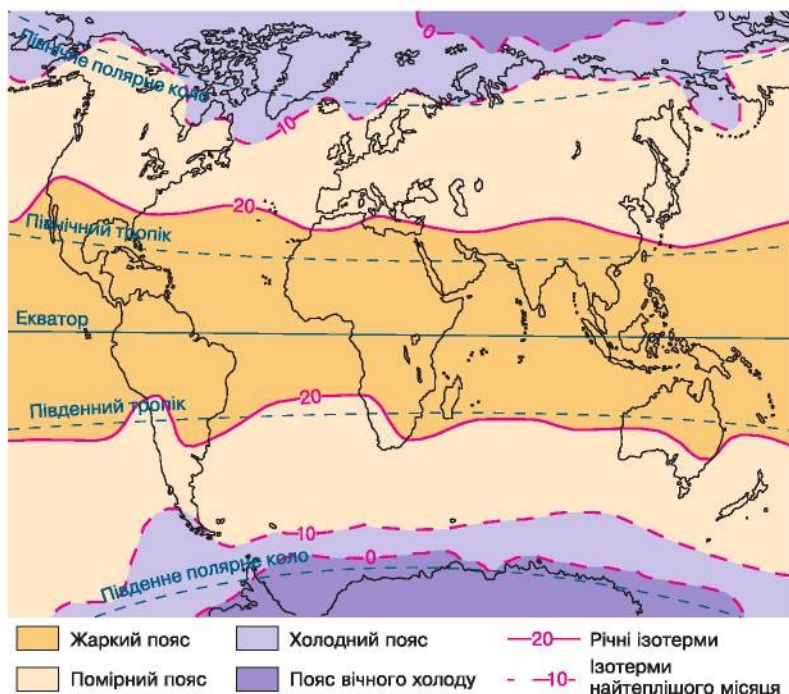 0
Північне полярне коло
10
20
Північний тропік
Екватор
Південний тропік
20
10
0
Південне полярне коло
Жаркий пояс
Холодний пояс
20 Річні ізотерми
Помірний пояс
Пояс вічного холоду
10 Ізотерми
найтеплішого місяця